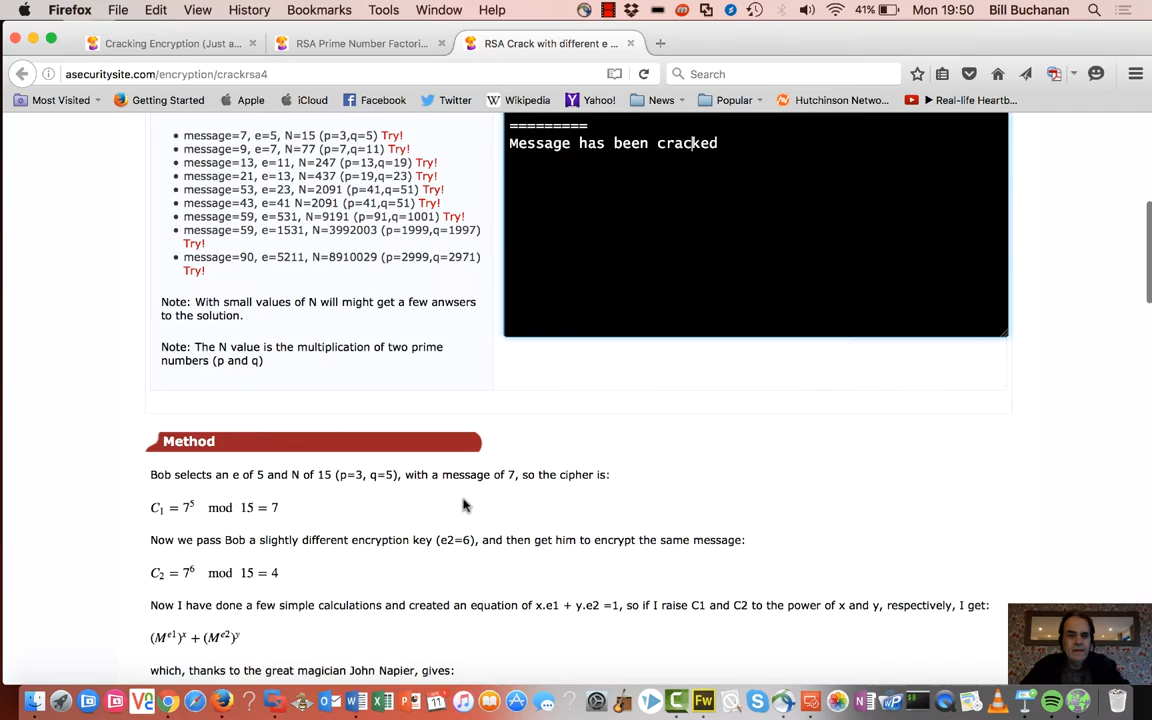 Firefox File Edit View History Bookmarks Tools Window Help 41% Mon 19:50 Bill Buchanan
Cracking Encryption (Just a... × RSA Prime Number Factori... × RSA Crack with different e ... × +
asecuritysite.com/encryption/crackrsa4 Search
Most Visited Getting Started Apple iCloud Facebook Twitter Wikipedia Yahoo! News Popular Hutchinson Netwo... Real-life Heartb...
=========
Message has been cracked
• message=7, e=5, N=15 (p=3,q=5) Try!
• message=9, e=7, N=77 (p=7,q=11) Try!
• message=13, e=11, N=247 (p=13,q=19) Try!
• message=21, e=13, N=437 (p=19,q=23) Try!
• message=53, e=23, N=2091 (p=41,q=51) Try!
• message=43, e=41 N=2091 (p=41,q=51) Try!
• message=59, e=531, N=9191 (p=91,q=1001) Try!
• message=59, e=1531, N=3992003 (p=1999,q=1997)
Try!
• message=90, e=5211, N=8910029 (p=2999,q=2971)
Try!
Note: With small values of N will might get a few anwsers
to the solution.
Note: The N value is the multiplication of two prime
numbers (p and q)
Method
Bob selects an e of 5 and N of 15 (p=3, q=5), with a message of 7, so the cipher is:
C₁ = 7⁵ mod 15 = 7
Now we pass Bob a slightly different encryption key (e2=6), and then get him to encrypt the same message:
C₂ = 7⁶ mod 15 = 4
Now I have done a few simple calculations and created an equation of x.e1 + y.e2 =1, so if I raise C1 and C2 to the power of x and y, respectively, I get:
(M^e1)^x + (M^e2)^y
which, thanks to the great magician John Napier, gives: